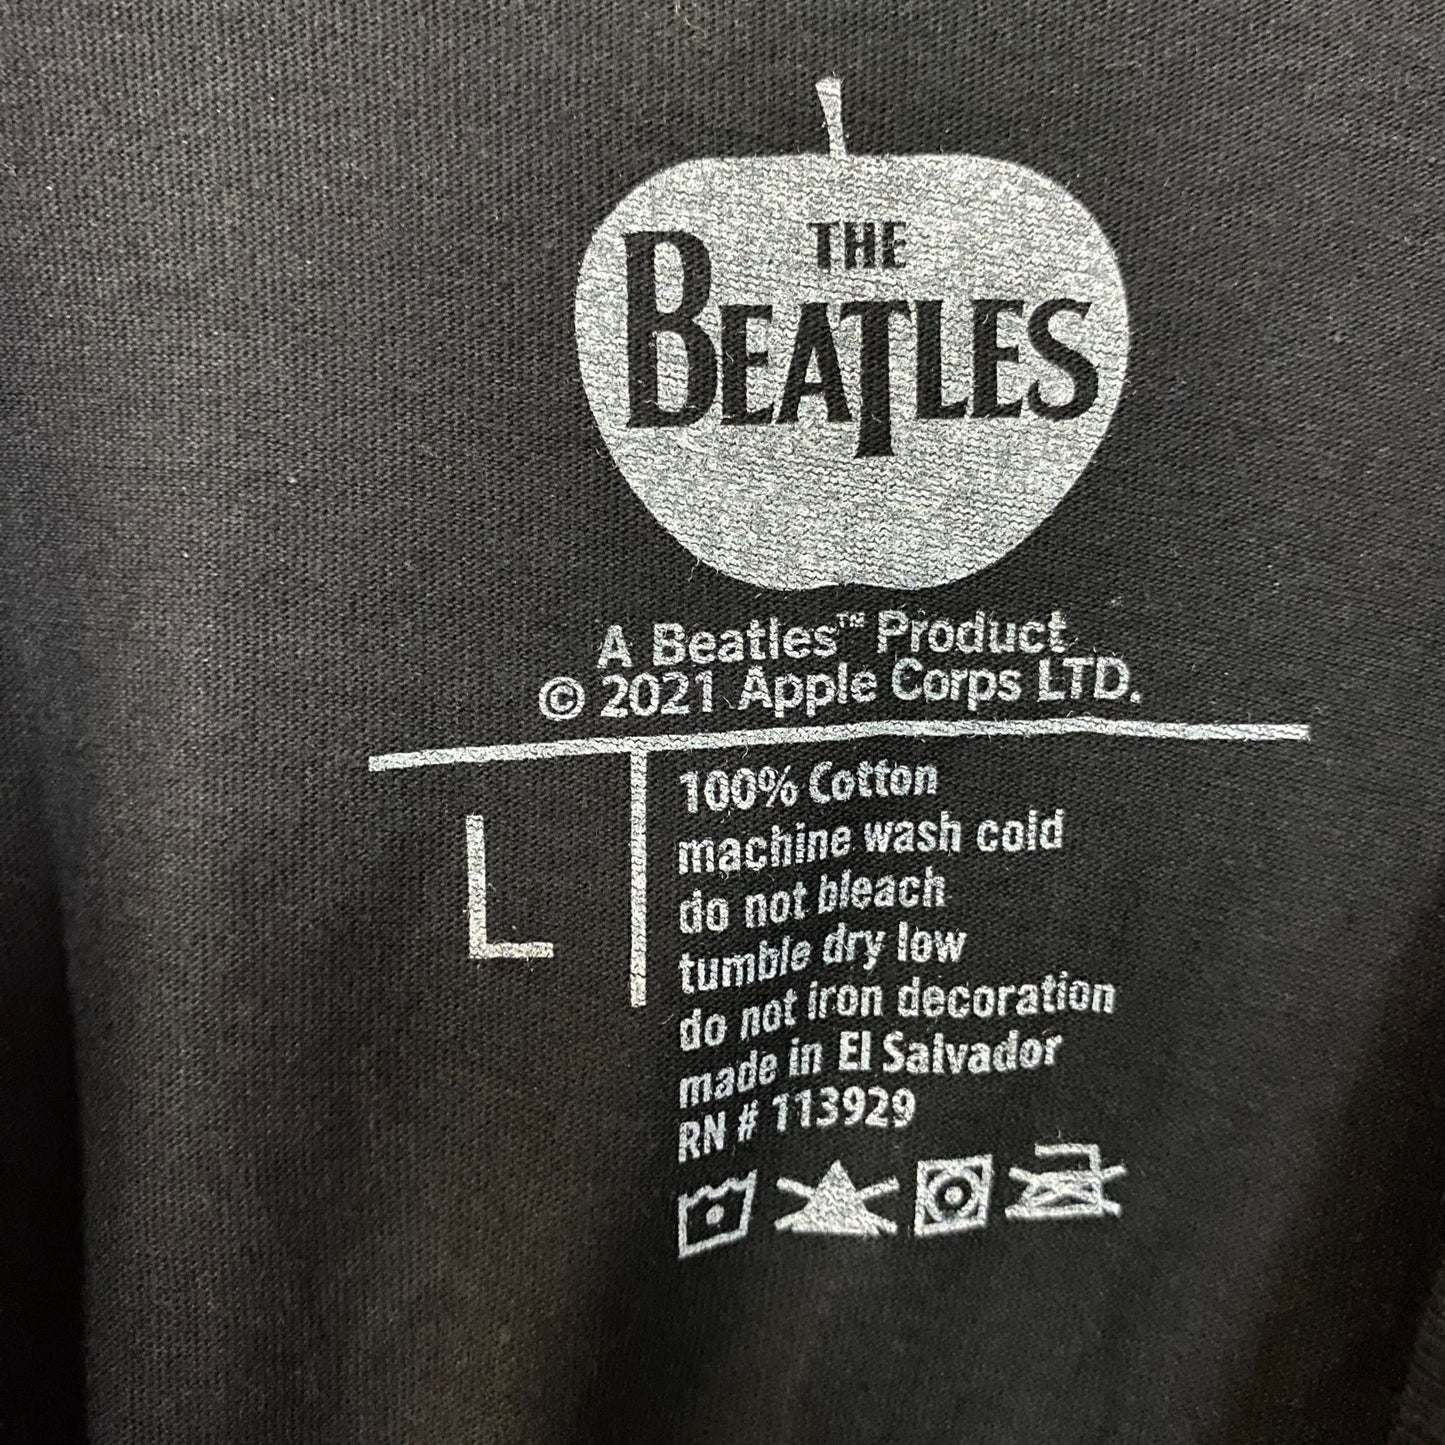 THE
BEATLES
A Beatles™ Product
© 2021 Apple Corps LTD.
L
100% Cotton
machine wash cold
do not bleach
tumble dry low
do not iron decoration
made in El Salvador
RN # 113929